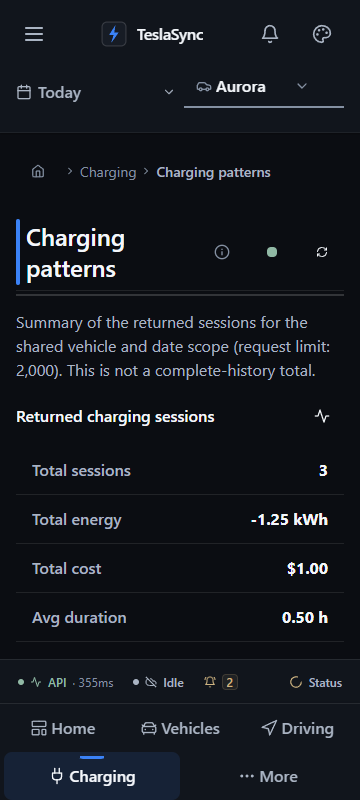 TeslaSync
Today
Aurora
Charging
Charging patterns
Charging
patterns
Summary of the returned sessions for the
shared vehicle and date scope (request limit:
2,000). This is not a complete-history total.
Returned charging sessions
Total sessions 3
Total energy -1.25 kWh
Total cost $1.00
Avg duration 0.50 h
API · 355ms Idle 2 Status
Home Vehicles Driving
Charging More